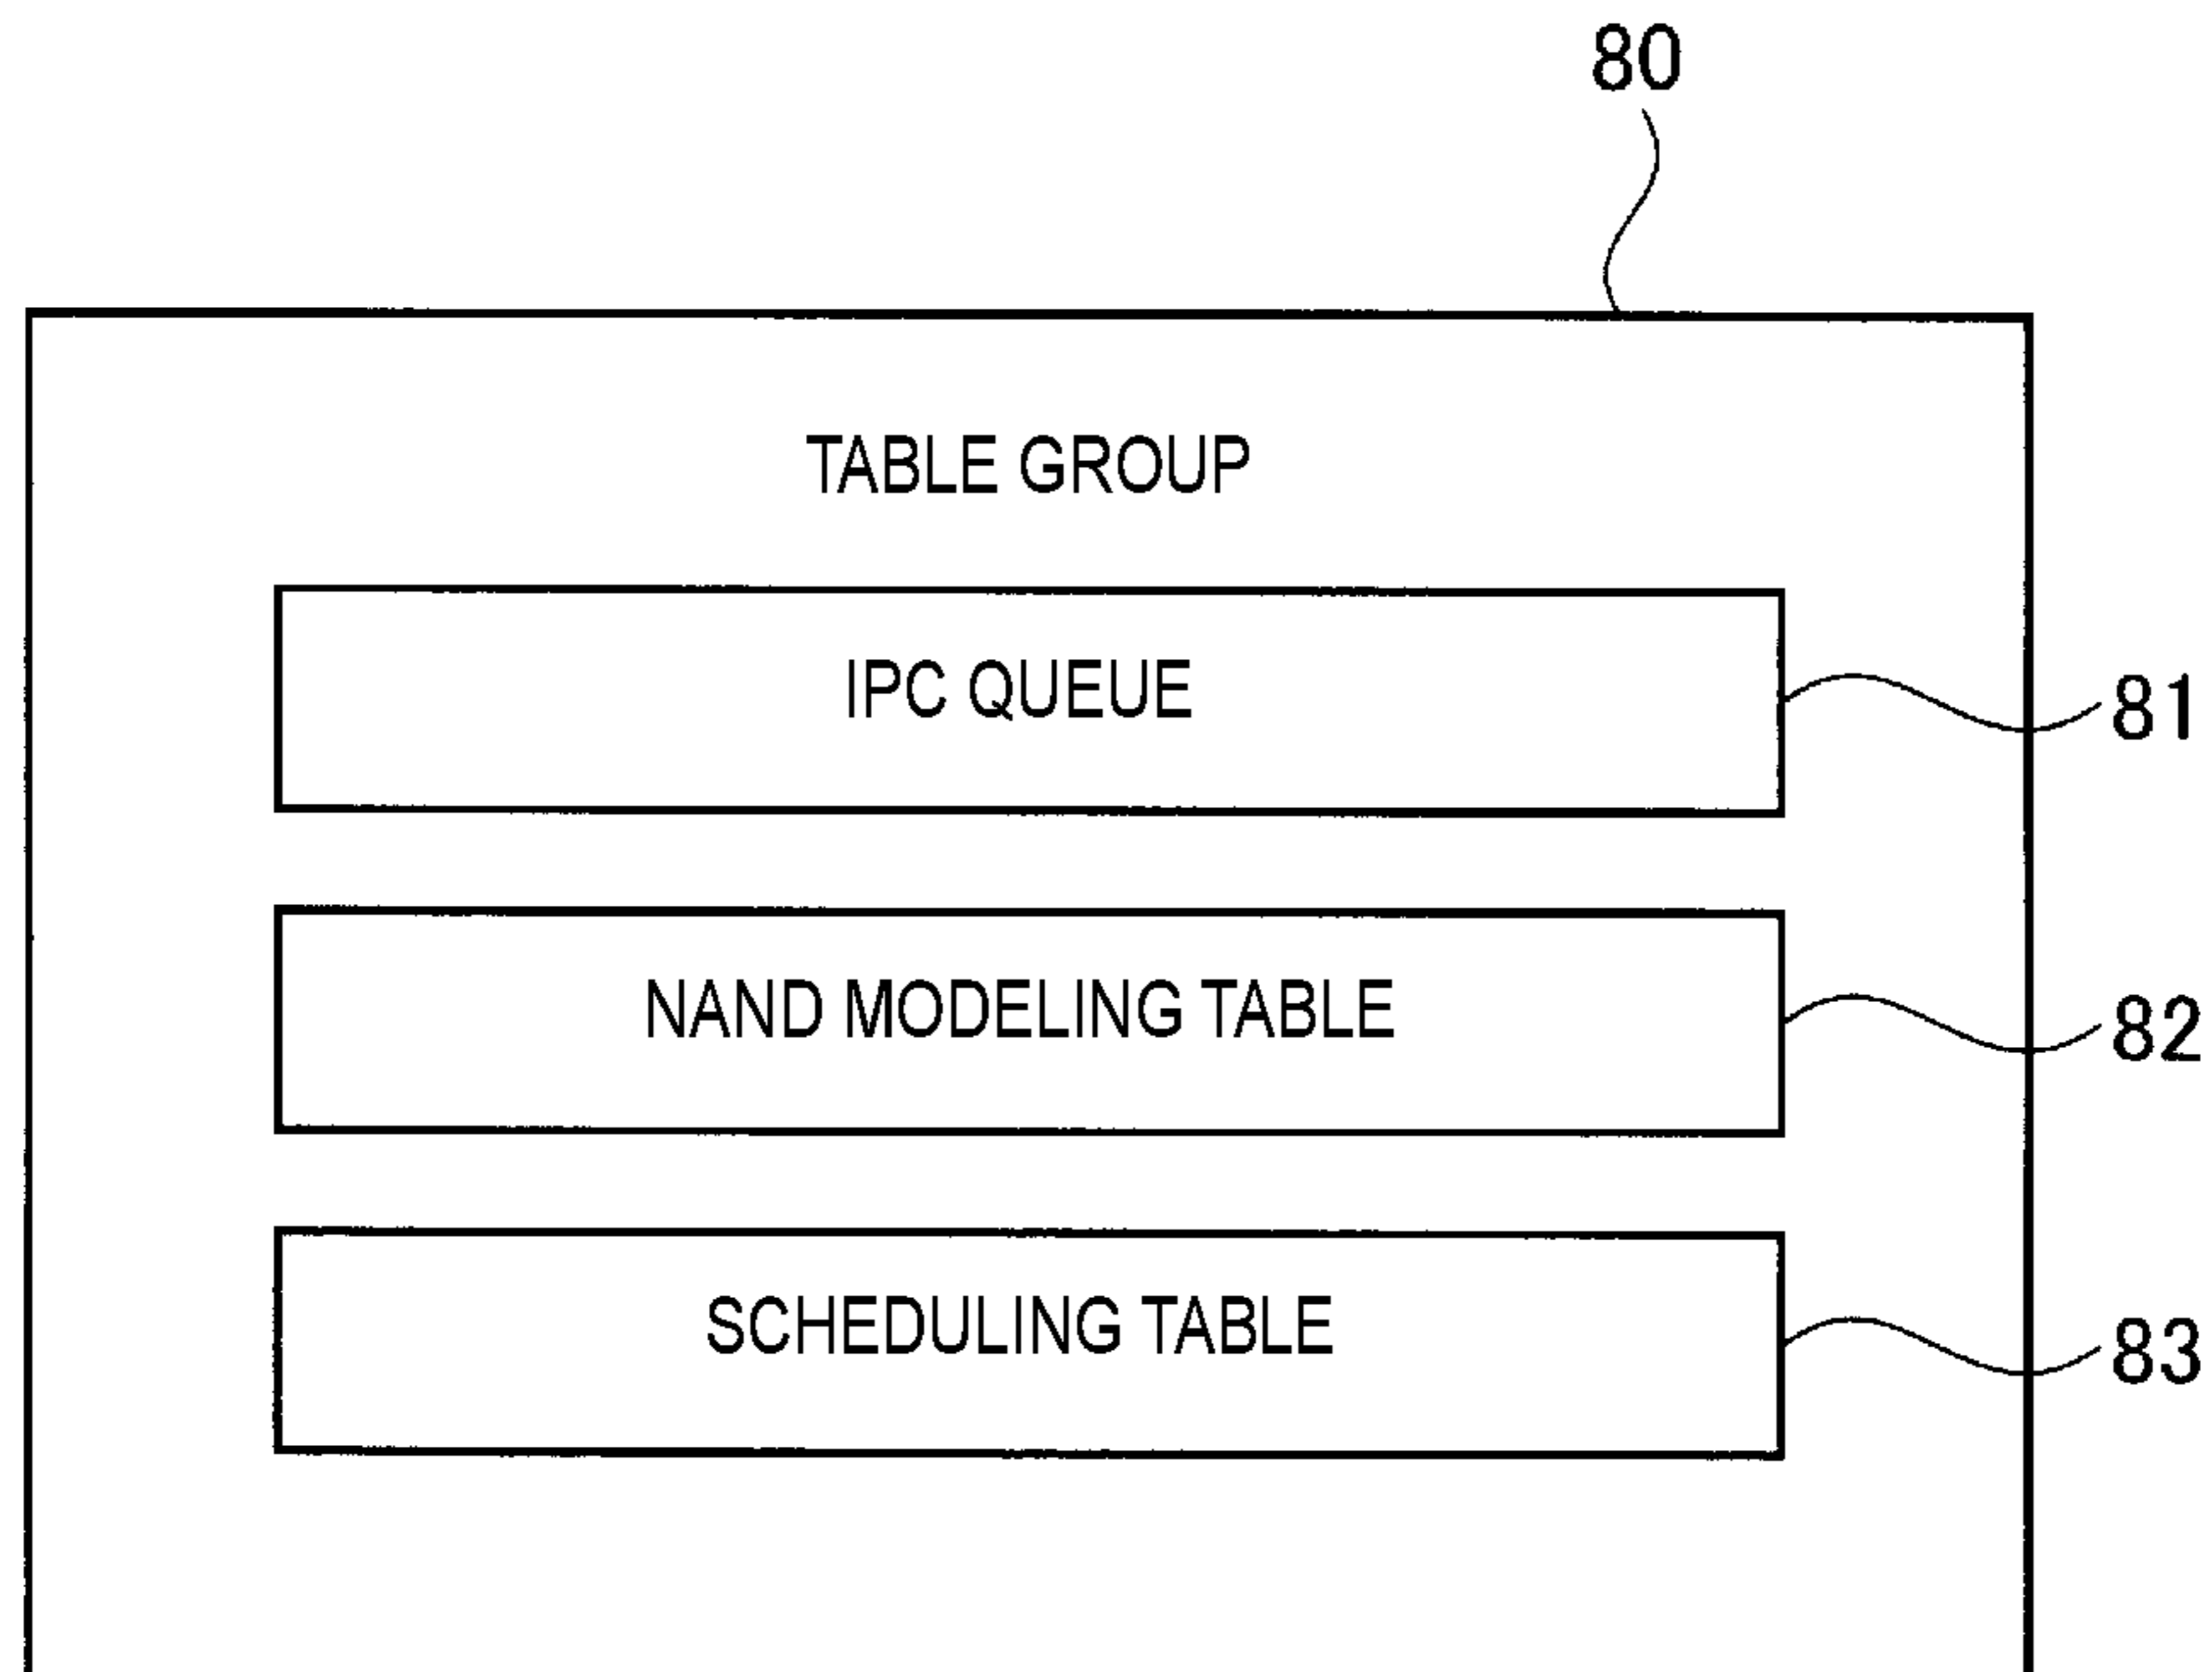 80
TABLE GROUP
IPC QUEUE
81
NAND MODELING TABLE
82
SCHEDULING TABLE
83